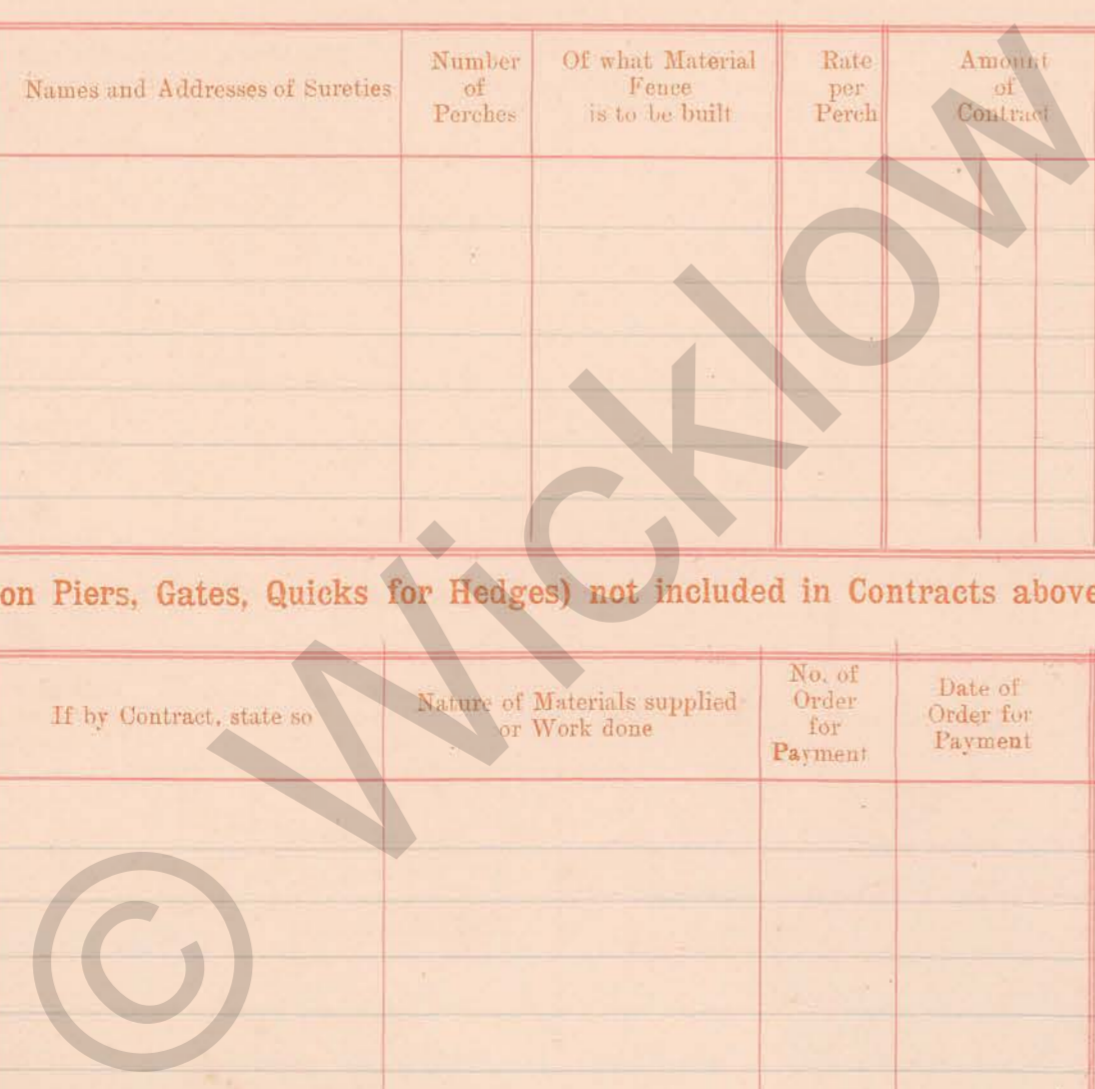 Names and Addresses of Sureties
Number
of
Perches
Of what Material
Fence
is to be built
Rate
per
Perch
Amount
of
Contract
on Piers, Gates, Quicks for Hedges) not included in Contracts above
If by Contract, state so
Nature of Materials supplied
or Work done
No. of
Order
for
Payment
Date of
Order for
Payment
© Wicklow